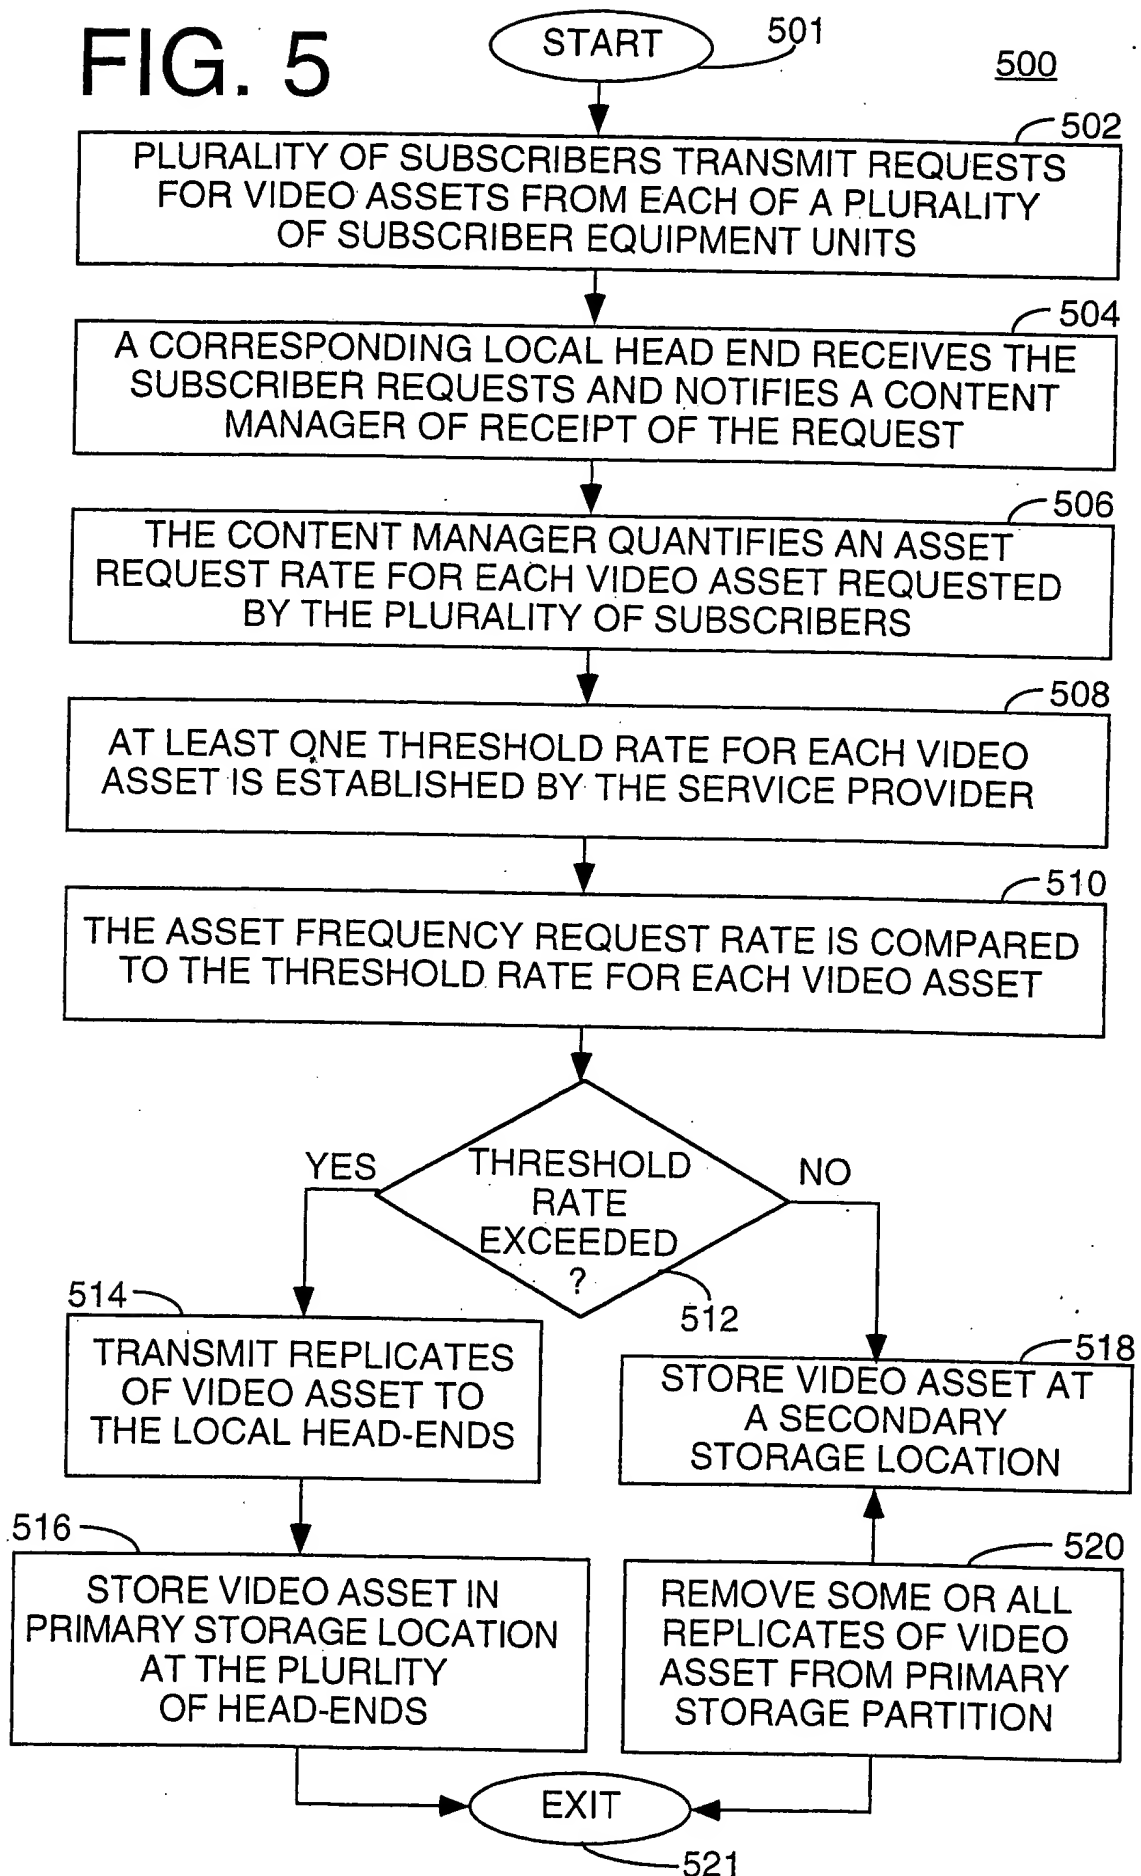 FIG. 5
START
501
500
502
PLURALITY OF SUBSCRIBERS TRANSMIT REQUESTS
FOR VIDEO ASSETS FROM EACH OF A PLURALITY
OF SUBSCRIBER EQUIPMENT UNITS
504
A CORRESPONDING LOCAL HEAD END RECEIVES THE
SUBSCRIBER REQUESTS AND NOTIFIES A CONTENT
MANAGER OF RECEIPT OF THE REQUEST
506
THE CONTENT MANAGER QUANTIFIES AN ASSET
REQUEST RATE FOR EACH VIDEO ASSET REQUESTED
BY THE PLURALITY OF SUBSCRIBERS
508
AT LEAST ONE THRESHOLD RATE FOR EACH VIDEO
ASSET IS ESTABLISHED BY THE SERVICE PROVIDER
510
THE ASSET FREQUENCY REQUEST RATE IS COMPARED
TO THE THRESHOLD RATE FOR EACH VIDEO ASSET
YES
THRESHOLD
RATE
EXCEEDED
?
NO
512
514
TRANSMIT REPLICATES
OF VIDEO ASSET TO
THE LOCAL HEAD-ENDS
518
STORE VIDEO ASSET AT
A SECONDARY
STORAGE LOCATION
516
STORE VIDEO ASSET IN
PRIMARY STORAGE LOCATION
AT THE PLURLITY
OF HEAD-ENDS
520
REMOVE SOME OR ALL
REPLICATES OF VIDEO
ASSET FROM PRIMARY
STORAGE PARTITION
EXIT
521